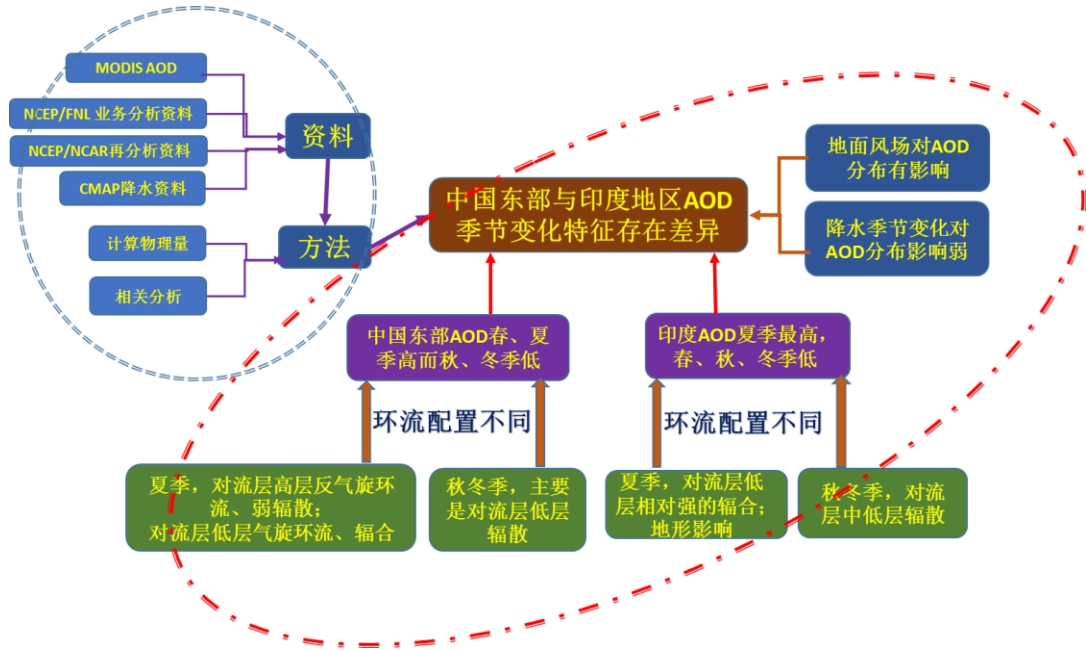 MODIS AOD
NCEP/FNL 业务分析资料
NCEP/NCAR再分析资料
CMAP降水资料
资料
计算物理量
相关分析
方法
中国东部与印度地区AOD
季节变化特征存在差异
地面风场对AOD
分布有影响
降水季节变化对
AOD分布影响弱
中国东部AOD春、夏
季高而秋、冬季低
印度AOD夏季最高,
春、秋、冬季低
环流配置不同
环流配置不同
夏季，对流层高层反气旋环
流、弱辐散；
对流层低层气旋环流、辐合
秋冬季，主要
是对流层低层
辐散
夏季，对流层低
层相对强的辐合；
地形影响
秋冬季，对流
层中低层辐散